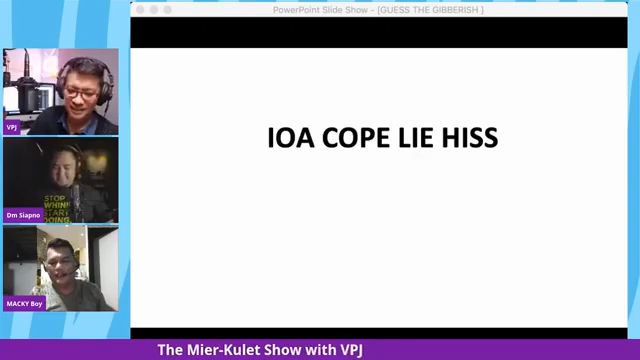 PowerPoint Slide Show - [GUESS THE GIBBERISH ]
IOA COPE LIE HISS
VPJ
STOP
START
DOING.
Dm Siapno
MACKY Boy
The Mier-Kulet Show with VPJ